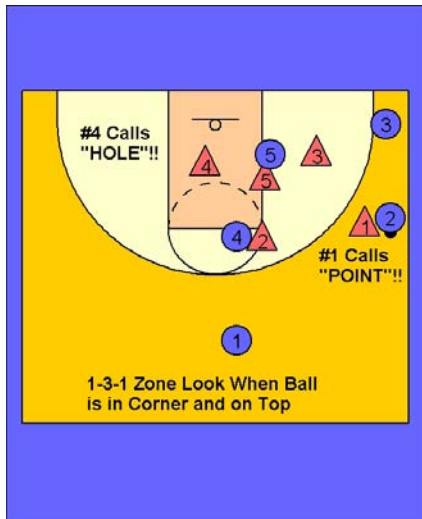 #4 Calls
"HOLE"!!
3
5
3
4
5
2
1
4
2
#1 Calls
"POINT"!!
1
1-3-1 Zone Look When Ball
is in Corner and on Top